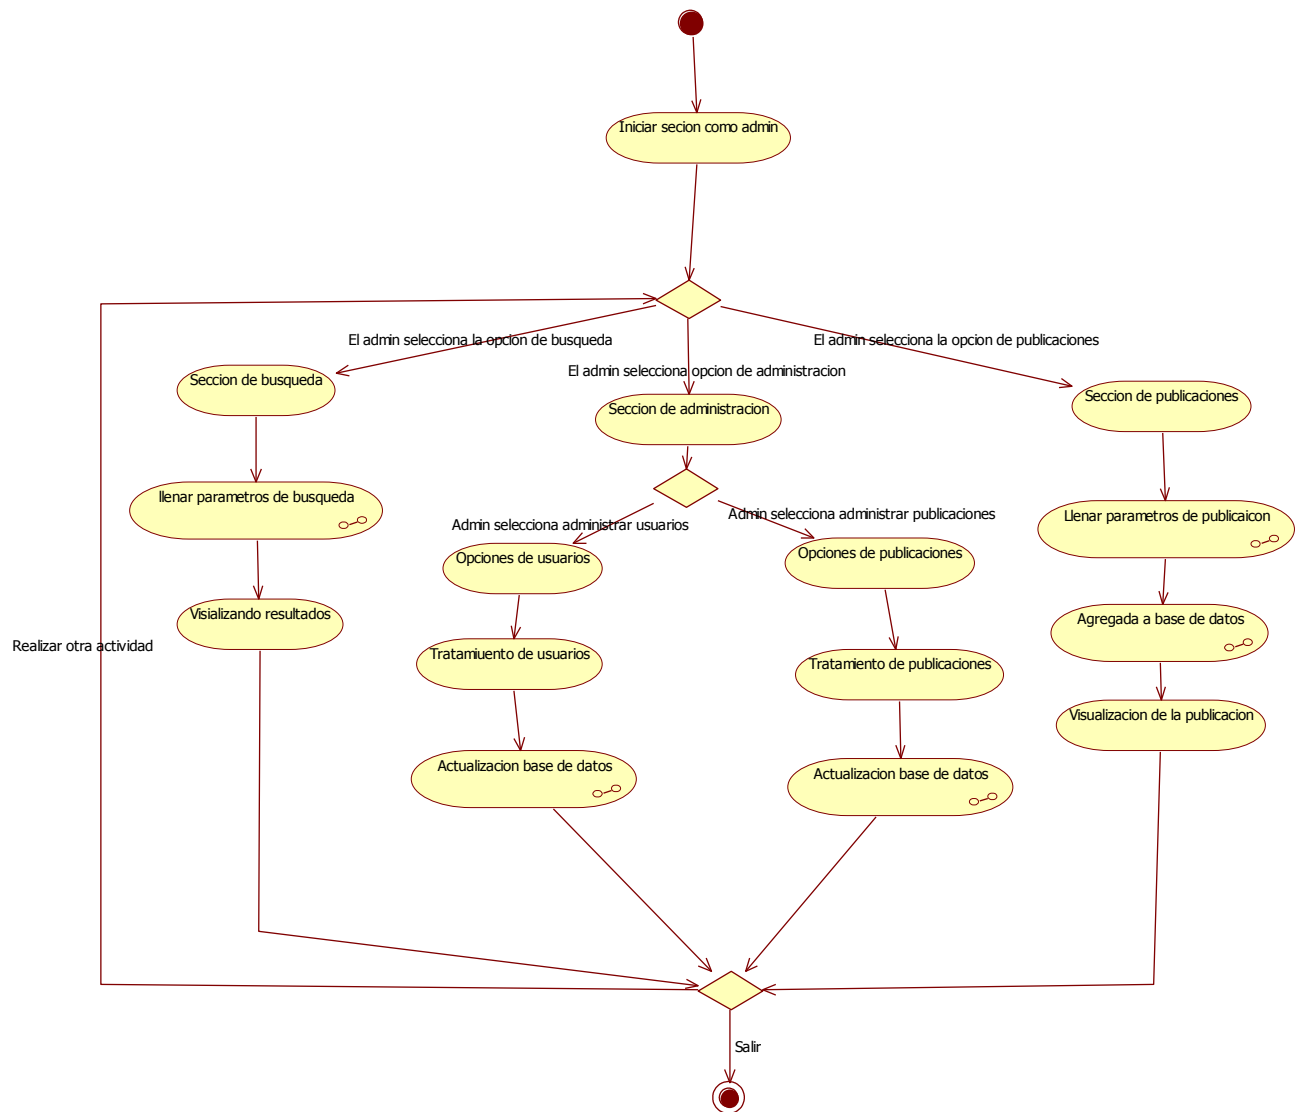 Iniciar secion como admin
El admin selecciona la opcion de busqueda
El admin selecciona la opcion de publicaciones
El admin selecciona opcion de administracion
Seccion de busqueda
Seccion de administracion
Seccion de publicaciones
llenar parametros de busqueda
Admin selecciona administrar usuarios
Admin selecciona administrar publicaciones
Llenar parametros de publicaicon
Opciones de usuarios
Opciones de publicaciones
Visializando resultados
Agregada a base de datos
Realizar otra actividad
Tratamiuento de usuarios
Tratamiento de publicaciones
Visualizacion de la publicacion
Actualizacion base de datos
Actualizacion base de datos
Salir